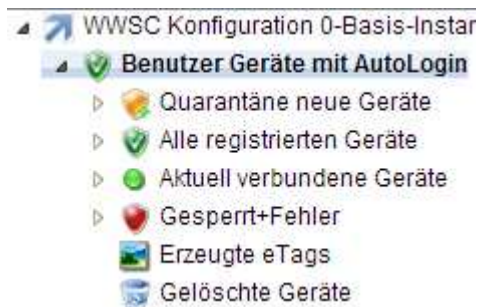 WWSC Konfiguration 0-Basis-Instar
Benutzer Geräte mit AutoLogin
Quarantäne neue Geräte
Alle registrierten Geräte
Aktuell verbundene Geräte
Gesperrt+Fehler
Erzeugte eTags
Gelöschte Geräte